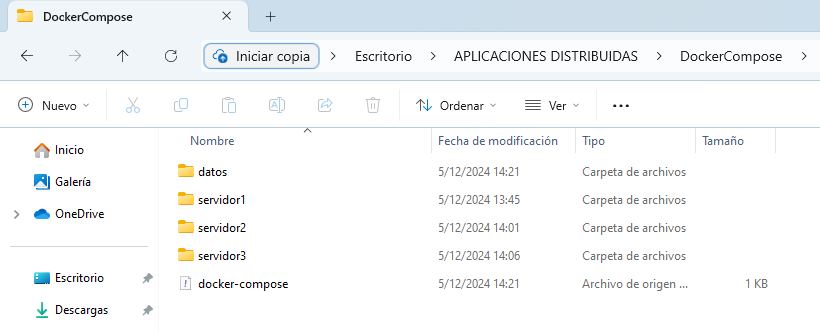 DockerCompose
Iniciar copia Escritorio APLICACIONES DISTRIBUIDAS DockerCompose
Nuevo Ordenar Ver
Nombre Fecha de modificación Tipo Tamaño
Inicio
Galería
OneDrive
Escritorio
Descargas
datos 5/12/2024 14:21 Carpeta de archivos
servidor1 5/12/2024 13:45 Carpeta de archivos
servidor2 5/12/2024 14:01 Carpeta de archivos
servidor3 5/12/2024 14:06 Carpeta de archivos
docker-compose 5/12/2024 14:21 Archivo de origen ... 1 KB